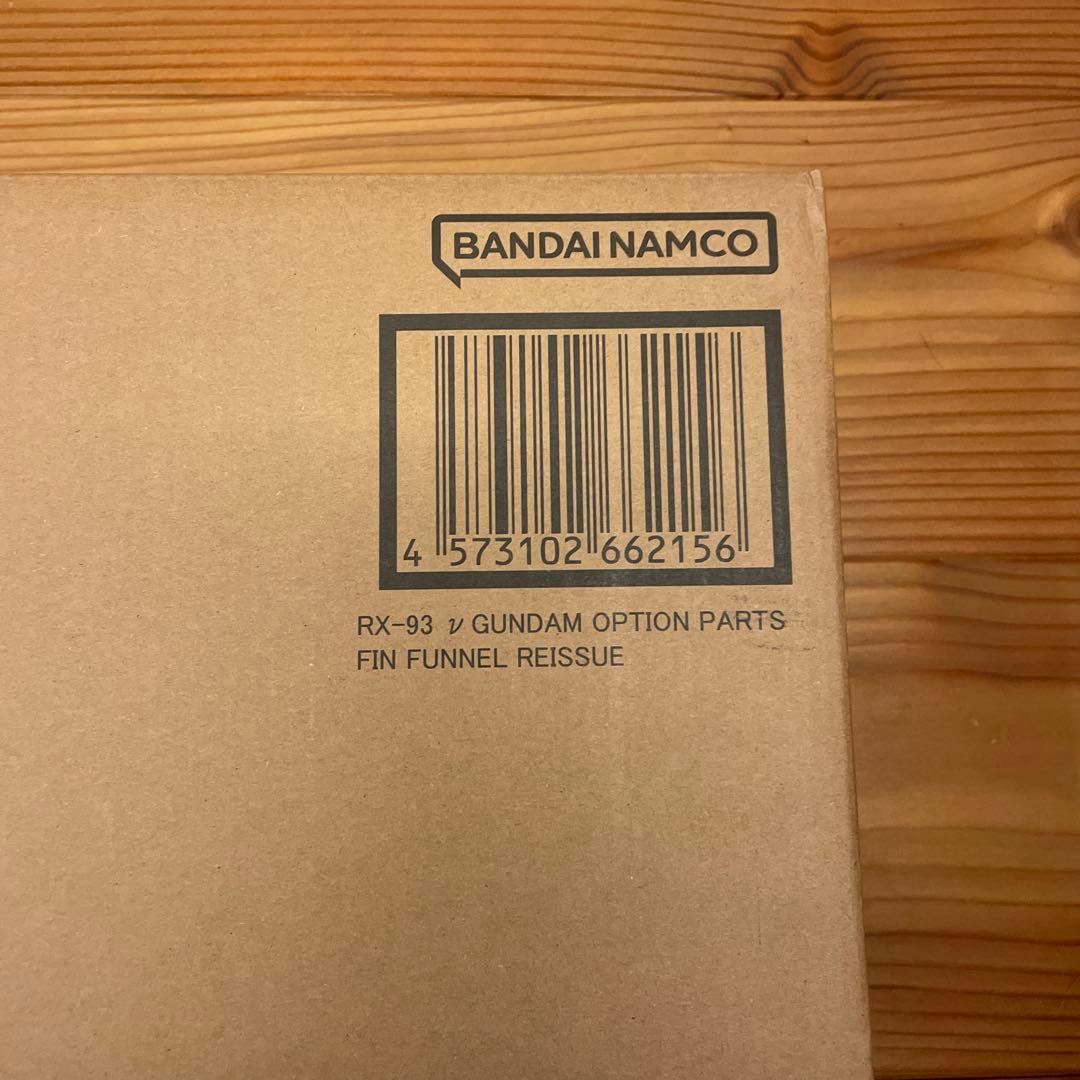 BANDAI NAMCO
4 573102 662156
RX-93 ν GUNDAM OPTION PARTS
FIN FUNNEL REISSUE